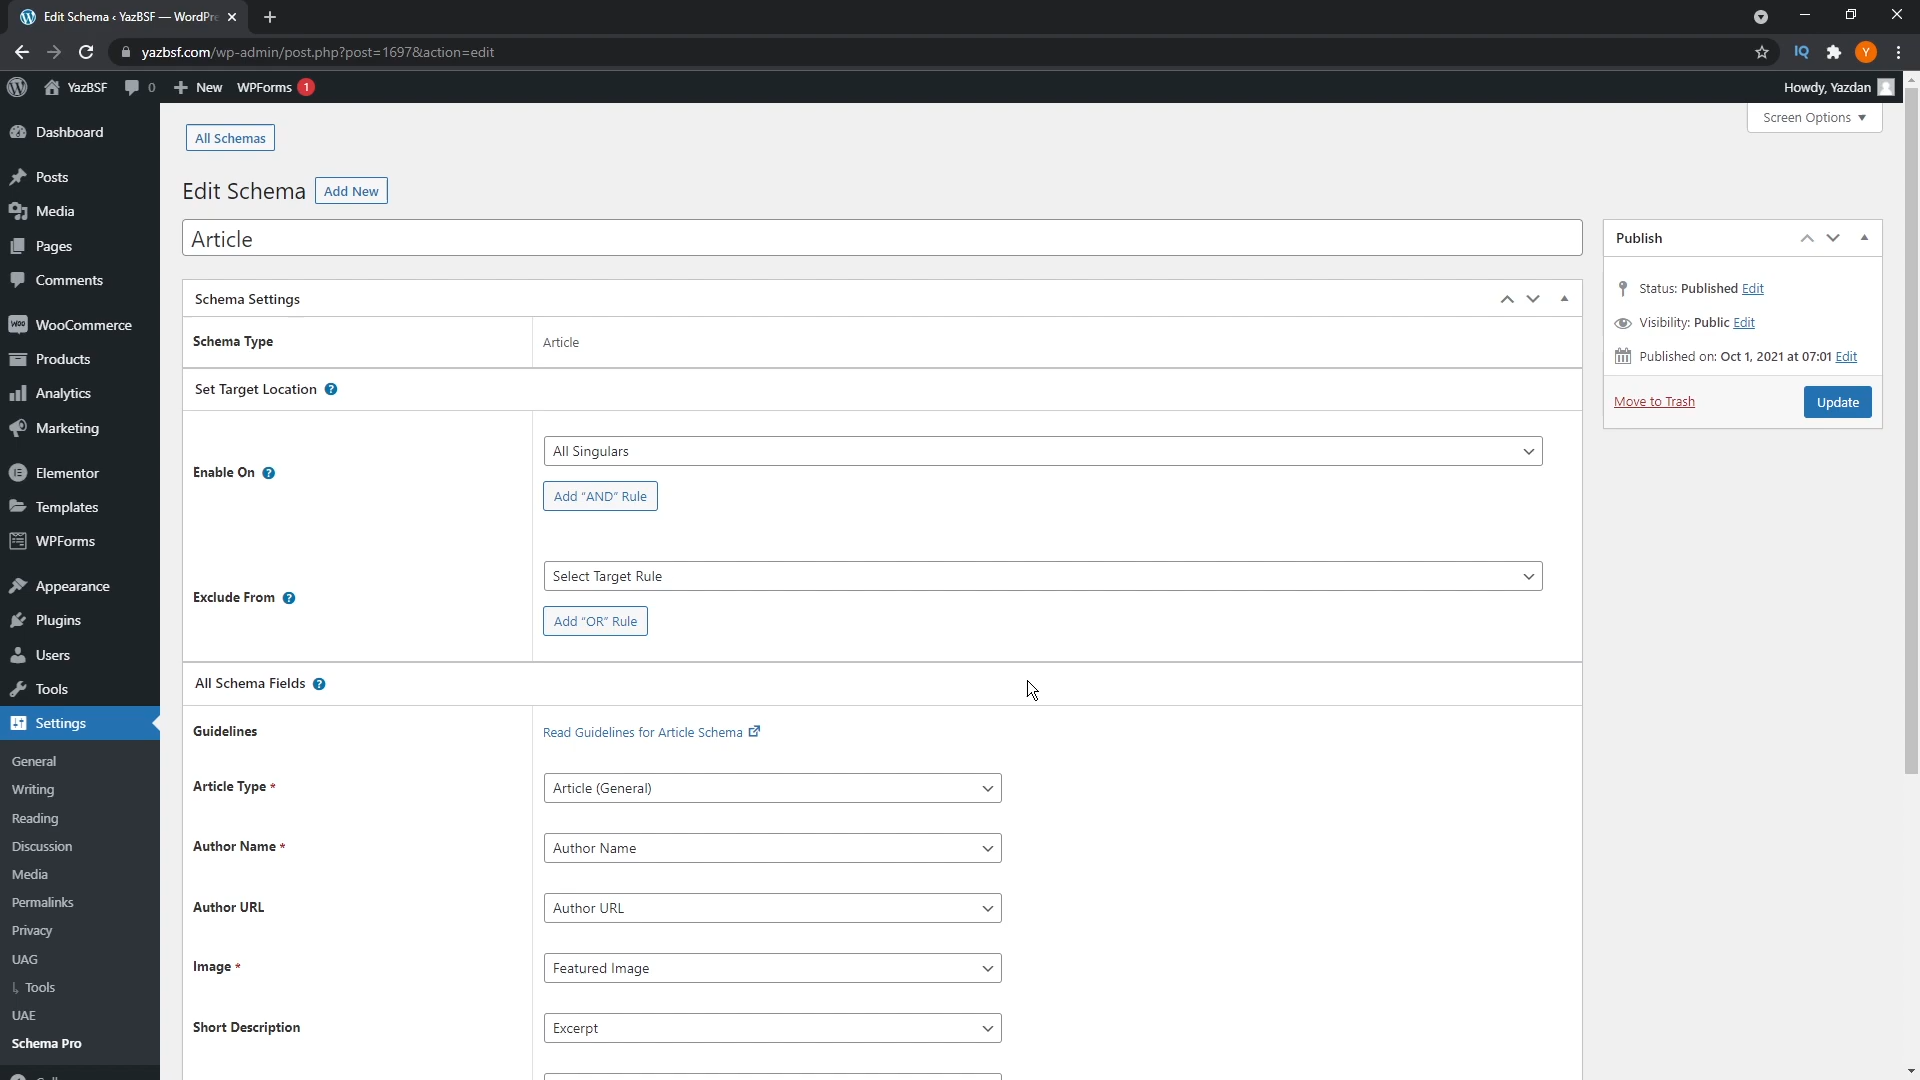 Edit Schema ‹ YazBSF — WordPre
yazbsf.com/wp-admin/post.php?post=1697&action=edit
IQ
Y
YazBSF
0
New
WPForms
1
Howdy, Yazdan
Screen Options
Dashboard
Posts
Media
Pages
Comments
Woo
WooCommerce
Products
Analytics
Marketing
Elementor
Templates
WPForms
Appearance
Plugins
Users
Tools
Settings
General
Writing
Reading
Discussion
Media
Permalinks
Privacy
UAG
Tools
UAE
Schema Pro
All Schemas
Edit Schema
Add New
Article
Schema Settings
Schema Type
Article
Set Target Location ?
Enable On ?
All Singulars
Add “AND” Rule
Exclude From ?
Select Target Rule
Add “OR” Rule
All Schema Fields ?
Guidelines
Read Guidelines for Article Schema
Article Type *
Article (General)
Author Name *
Author Name
Author URL
Author URL
Image *
Featured Image
Short Description
Excerpt
Publish
Status: Published Edit
Visibility: Public Edit
Published on: Oct 1, 2021 at 07:01 Edit
Move to Trash
Update